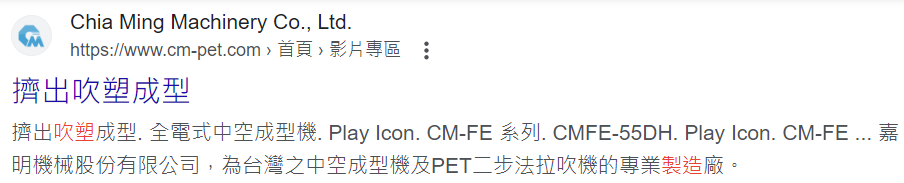 Chia Ming Machinery Co., Ltd.
https://www.cm-pet.com › 首頁 › 影片專區
擠出吹塑成型
擠出吹塑成型. 全電式中空成型機. Play Icon. CM-FE 系列. CMFE-55DH. Play Icon. CM-FE ... 嘉
明機械股份有限公司，為台灣之中空成型機及PET二步法拉吹機的專業製造廠。